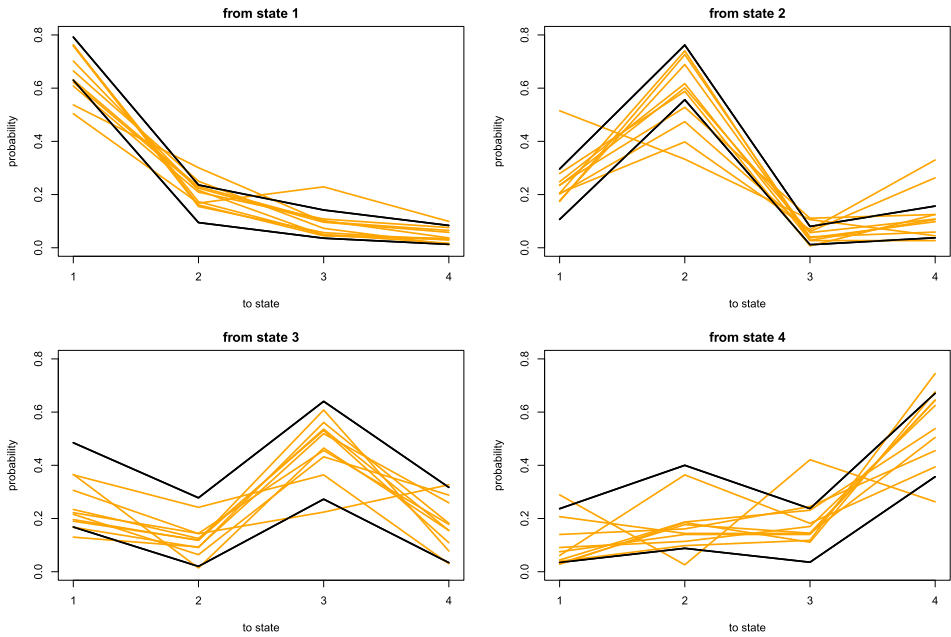 from state 1
probability
0.8
0.6
0.4
0.2
0.0
1 2 3 4
to state
from state 2
probability
0.8
0.6
0.4
0.2
0.0
1 2 3 4
to state
from state 3
probability
0.8
0.6
0.4
0.2
0.0
1 2 3 4
to state
from state 4
probability
0.8
0.6
0.4
0.2
0.0
1 2 3 4
to state